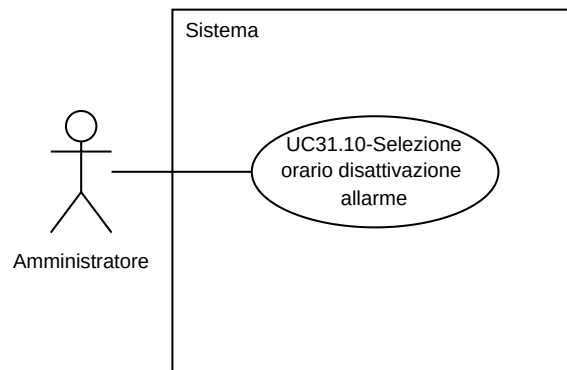 Sistema
UC31.10-Selezione
orario disattivazione
allarme
Amministratore